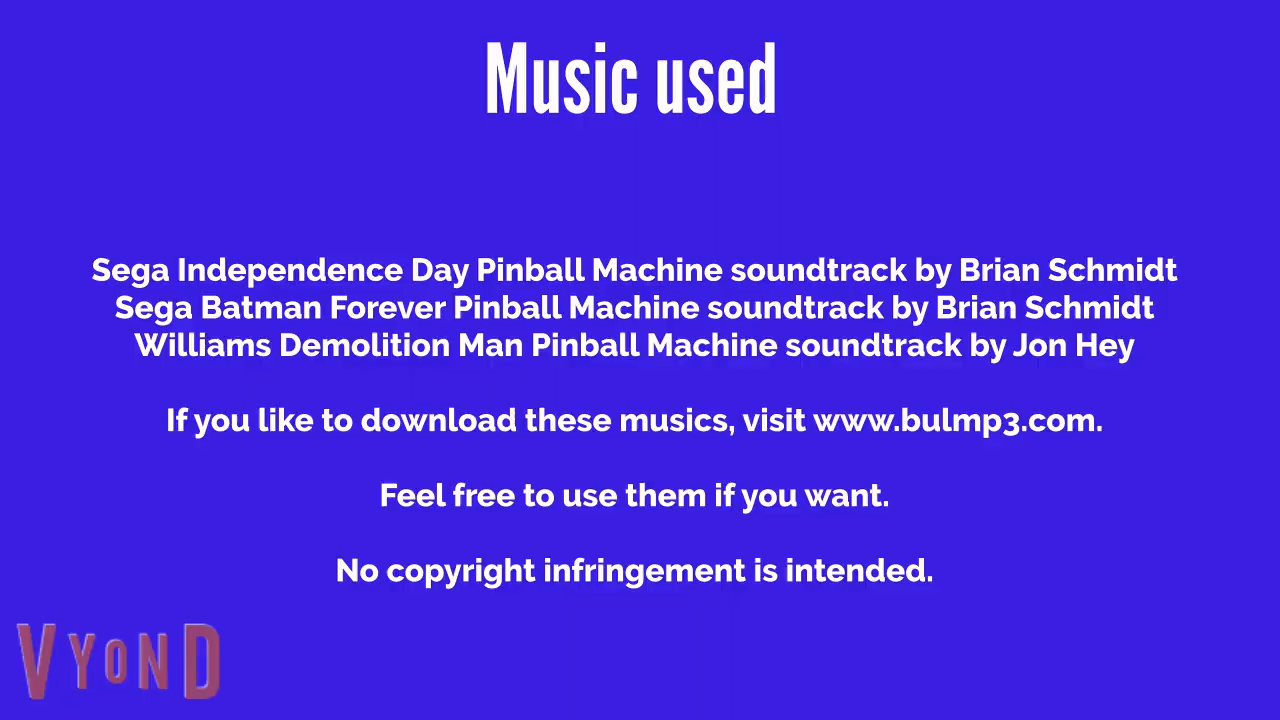 Music used
Sega Independence Day Pinball Machine soundtrack by Brian Schmidt
Sega Batman Forever Pinball Machine soundtrack by Brian Schmidt
Williams Demolition Man Pinball Machine soundtrack by Jon Hey
If you like to download these musics, visit www.bulmp3.com.
Feel free to use them if you want.
No copyright infringement is intended.
VYOND